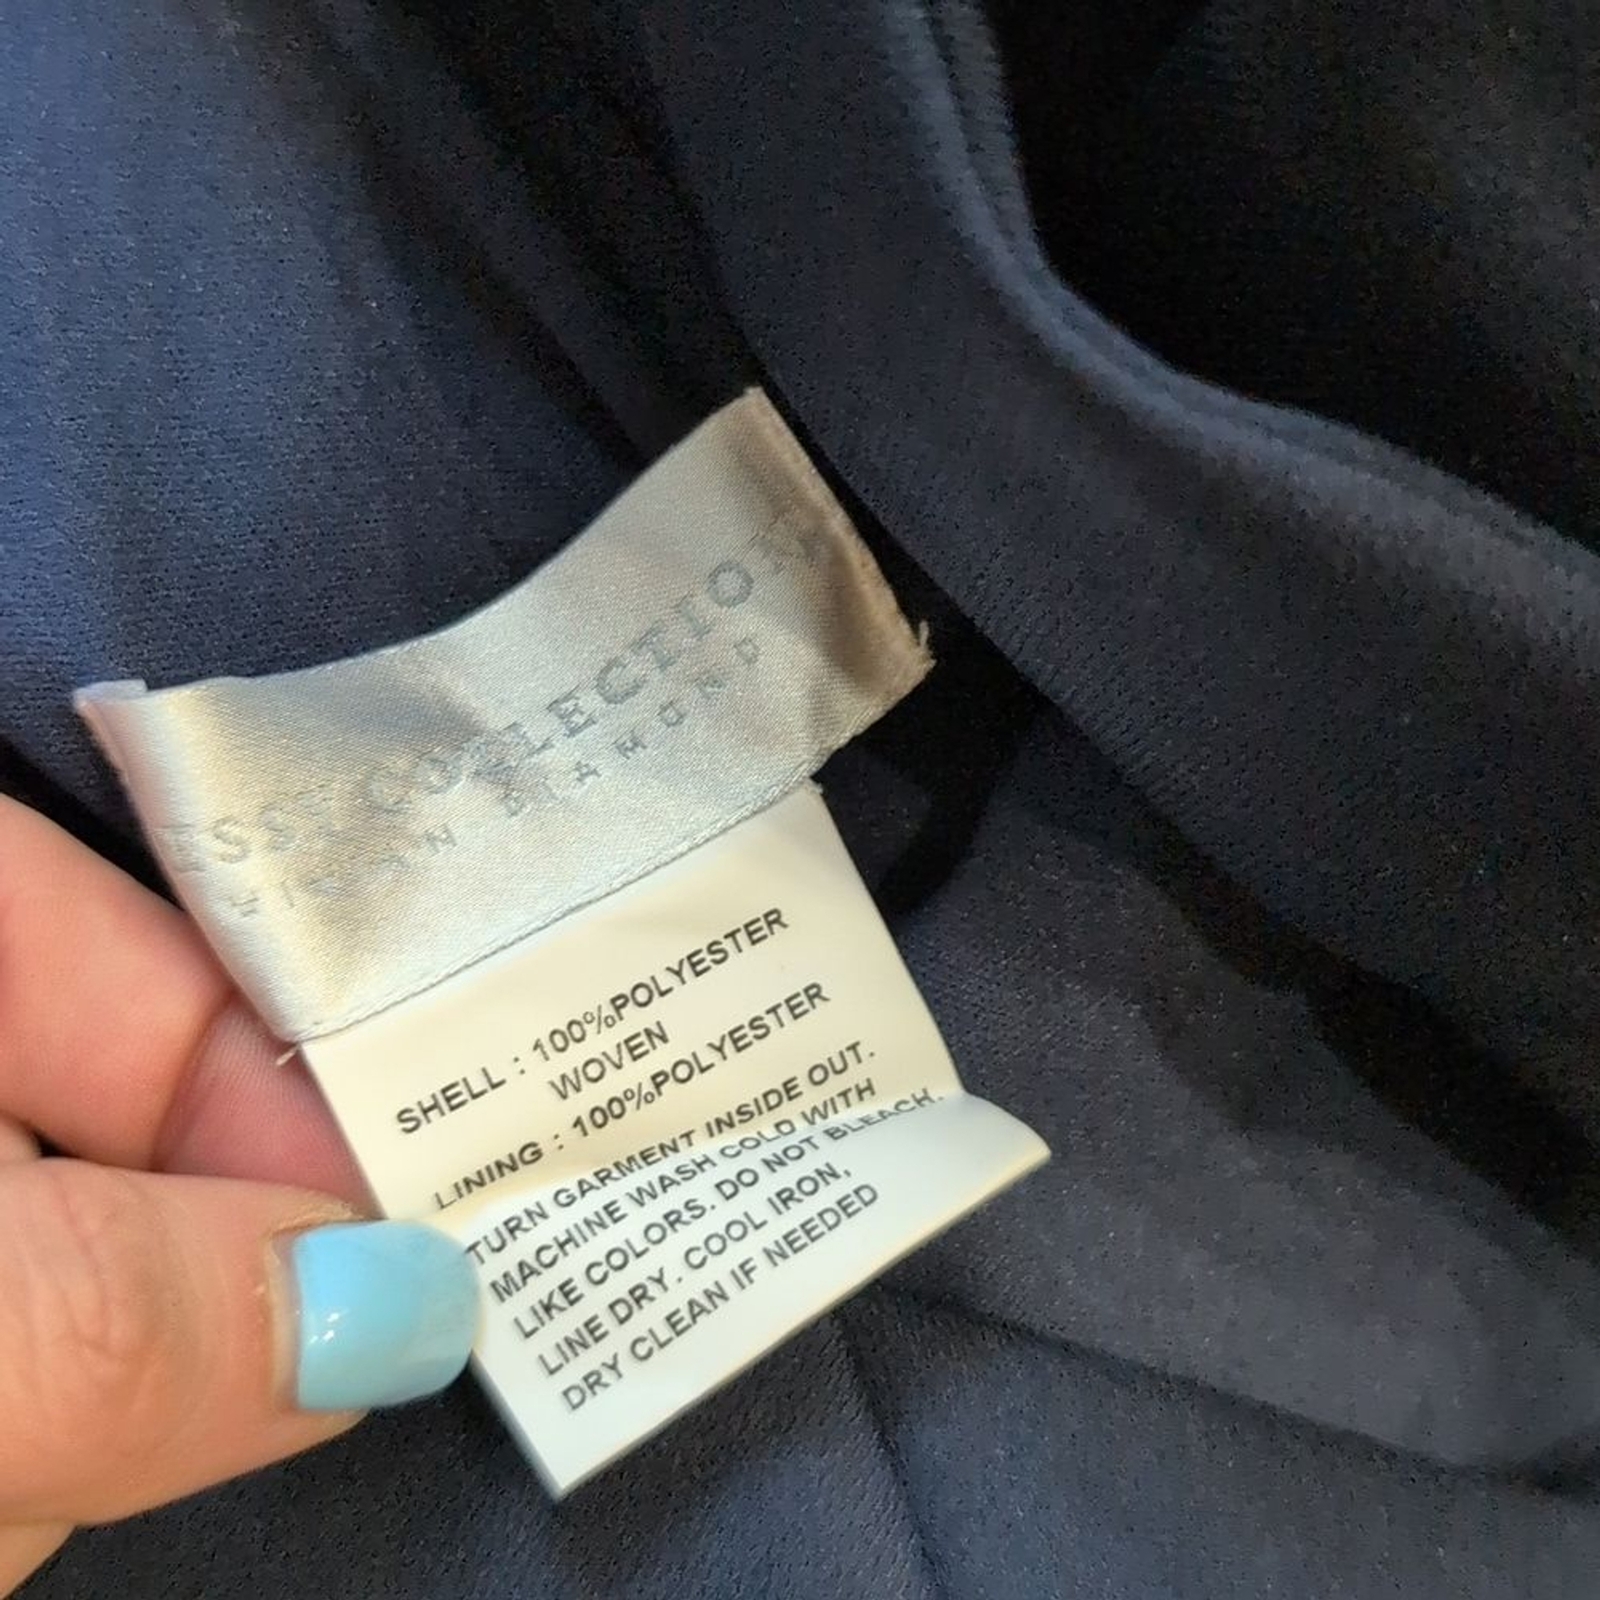 COLLECTION
SHELL : 100%POLYESTER
WOVEN
LINING : 100%POLYESTER
TURN GARMENT INSIDE OUT.
MACHINE WASH COLD WITH
LIKE COLORS. DO NOT BLEACH.
LINE DRY. COOL IRON,
DRY CLEAN IF NEEDED